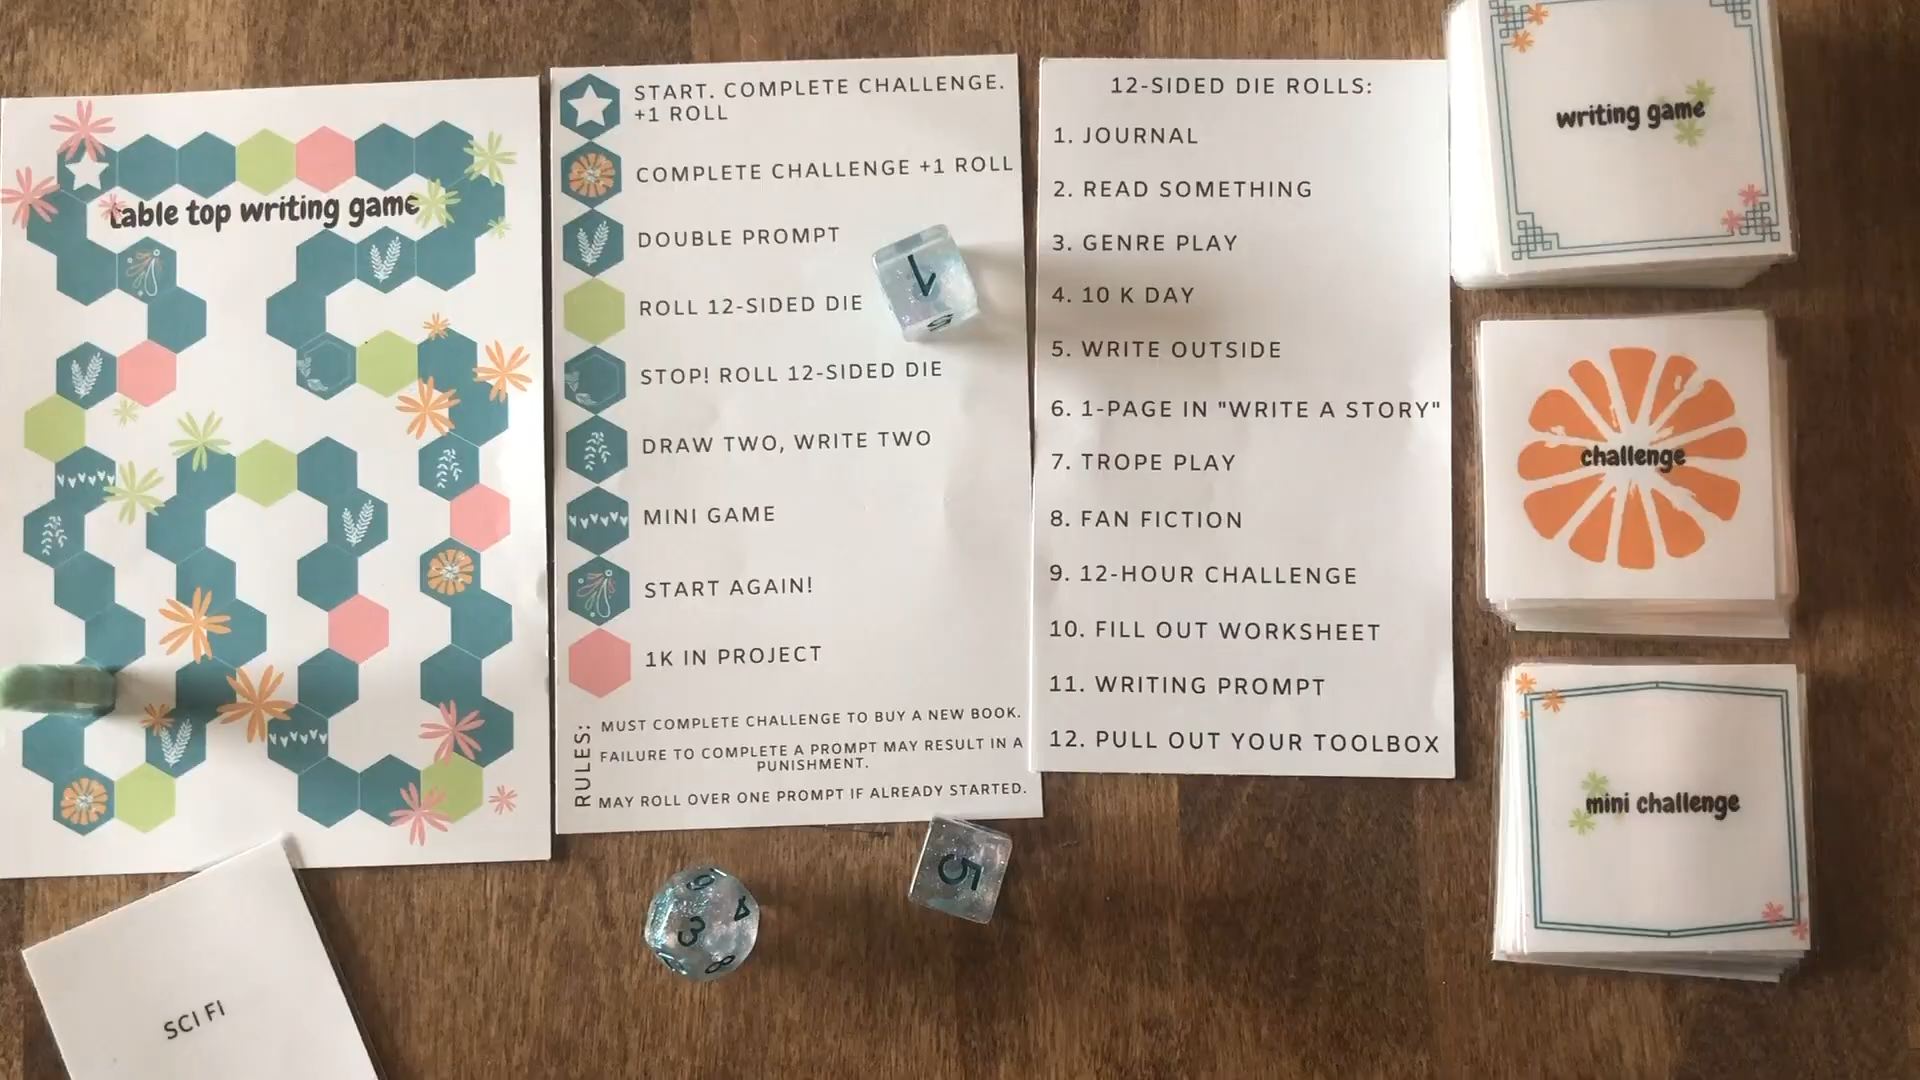 table top writing game
START. COMPLETE CHALLENGE.
+1 ROLL
COMPLETE CHALLENGE +1 ROLL
DOUBLE PROMPT
ROLL 12-SIDED DIE
STOP! ROLL 12-SIDED DIE
DRAW TWO, WRITE TWO
MINI GAME
START AGAIN!
1K IN PROJECT
RULES:
MUST COMPLETE CHALLENGE TO BUY A NEW BOOK.
FAILURE TO COMPLETE A PROMPT MAY RESULT IN A
PUNISHMENT.
MAY ROLL OVER ONE PROMPT IF ALREADY STARTED.
12-SIDED DIE ROLLS:
1. JOURNAL
2. READ SOMETHING
3. GENRE PLAY
4. 10 K DAY
5. WRITE OUTSIDE
6. 1-PAGE IN "WRITE A STORY"
7. TROPE PLAY
8. FAN FICTION
9. 12-HOUR CHALLENGE
10. FILL OUT WORKSHEET
11. WRITING PROMPT
12. PULL OUT YOUR TOOLBOX
writing game
challenge
mini challenge
SCI FI
1
5
3
4
8